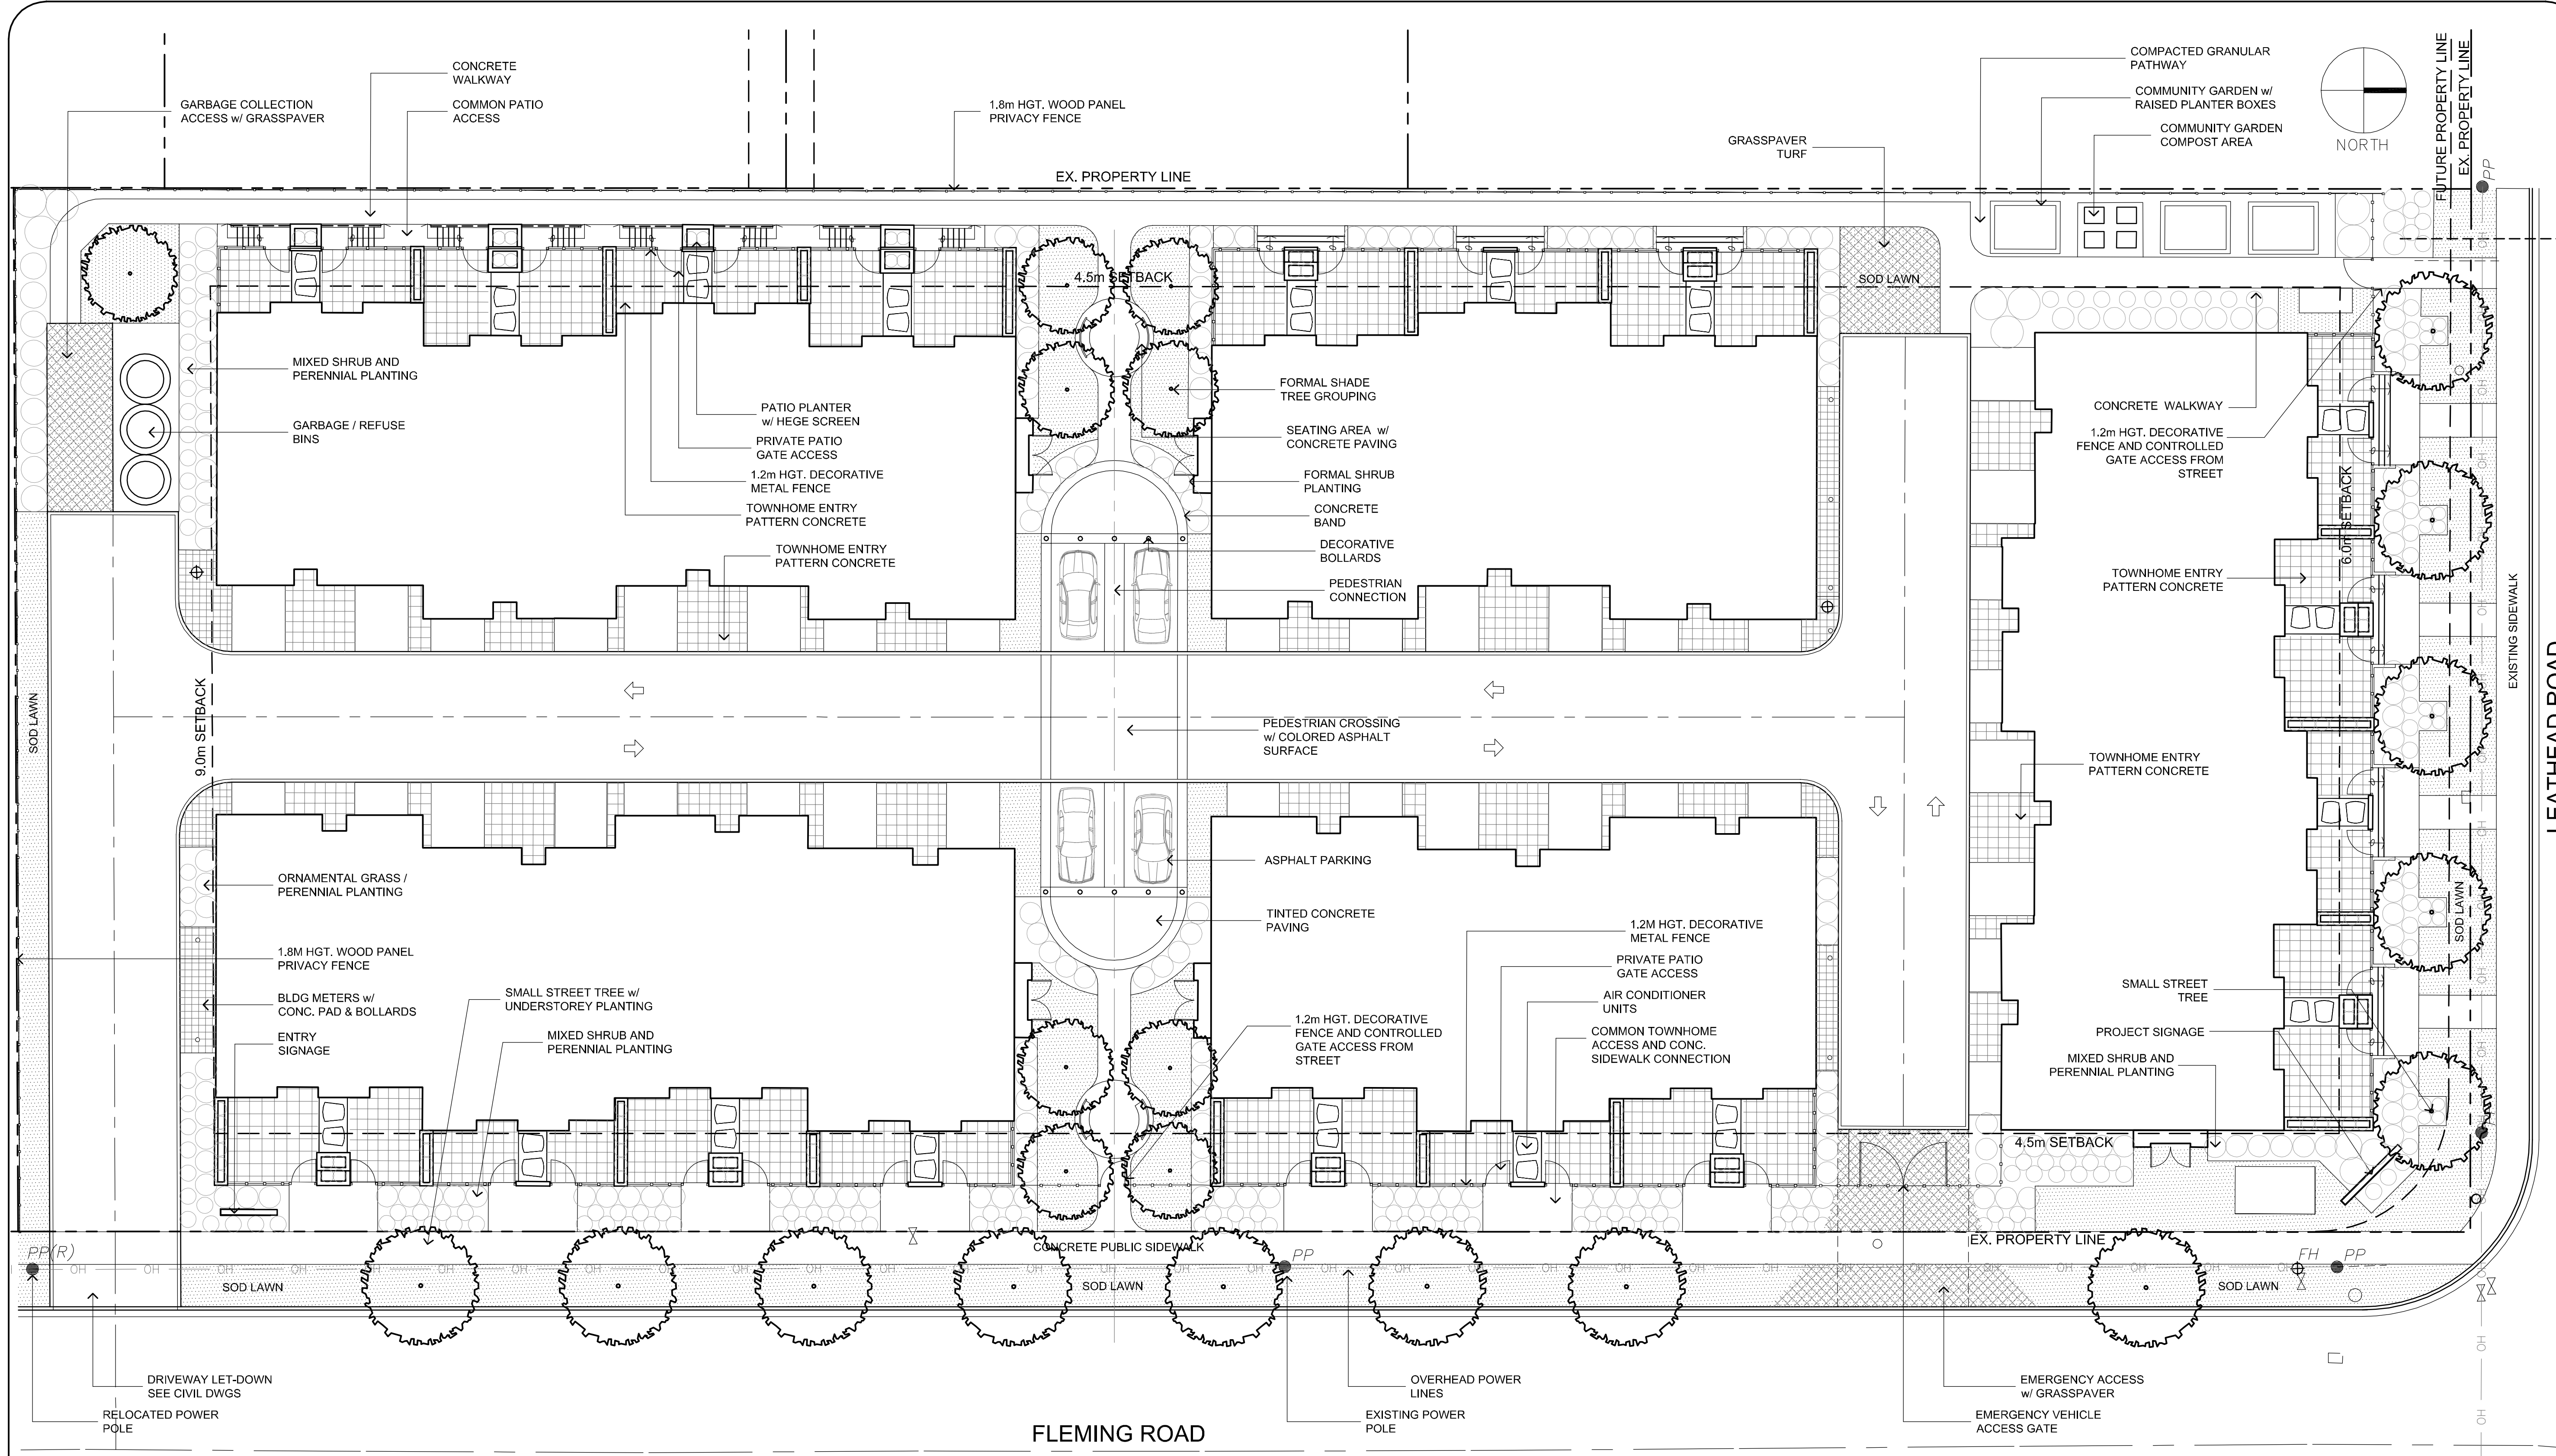 CONCRETE
WALKWAY
GARBAGE COLLECTION
ACCESS w/ GRASSPAVER
COMMON PATIO
ACCESS
1.8m HGT. WOOD PANEL
PRIVACY FENCE
EX. PROPERTY LINE
GRASSPAVER
TURF
COMPACTED GRANULAR
PATHWAY
COMMUNITY GARDEN w/
RAISED PLANTER BOXES
COMMUNITY GARDEN
COMPOST AREA
NORTH
FUTURE PROPERTY LINE
EX. PROPERTY LINE
PP
4.5m SETBACK
SOD LAWN
MIXED SHRUB AND
PERENNIAL PLANTING
GARBAGE / REFUSE
BINS
PATIO PLANTER
w/ HEGE SCREEN
PRIVATE PATIO
GATE ACCESS
1.2m HGT. DECORATIVE
METAL FENCE
TOWNHOME ENTRY
PATTERN CONCRETE
TOWNHOME ENTRY
PATTERN CONCRETE
FORMAL SHADE
TREE GROUPING
SEATING AREA w/
CONCRETE PAVING
FORMAL SHRUB
PLANTING
CONCRETE
BAND
DECORATIVE
BOLLARDS
PEDESTRIAN
CONNECTION
CONCRETE WALKWAY
1.2m HGT. DECORATIVE
FENCE AND CONTROLLED
GATE ACCESS FROM
STREET
6.0m SETBACK
TOWNHOME ENTRY
PATTERN CONCRETE
EXISTING SIDEWALK
LEATHEAD ROAD
SOD LAWN
9.0m SETBACK
PEDESTRIAN CROSSING
w/ COLORED ASPHALT
SURFACE
TOWNHOME ENTRY
PATTERN CONCRETE
ORNAMENTAL GRASS /
PERENNIAL PLANTING
1.8M HGT. WOOD PANEL
PRIVACY FENCE
BLDG METERS w/
CONC. PAD & BOLLARDS
ENTRY
SIGNAGE
SMALL STREET TREE w/
UNDERSTOREY PLANTING
MIXED SHRUB AND
PERENNIAL PLANTING
ASPHALT PARKING
TINTED CONCRETE
PAVING
1.2m HGT. DECORATIVE
FENCE AND CONTROLLED
GATE ACCESS FROM
STREET
1.2M HGT. DECORATIVE
METAL FENCE
PRIVATE PATIO
GATE ACCESS
AIR CONDITIONER
UNITS
COMMON TOWNHOME
ACCESS AND CONC.
SIDEWALK CONNECTION
SOD LAWN
SMALL STREET
TREE
PROJECT SIGNAGE
MIXED SHRUB AND
PERENNIAL PLANTING
4.5m SETBACK
EX. PROPERTY LINE
CONCRETE PUBLIC SIDEWALK
PP(R)
PP
FH
PP
OH OH OH OH OH OH
SOD LAWN
SOD LAWN
SOD LAWN
DRIVEWAY LET-DOWN
SEE CIVIL DWGS
RELOCATED POWER
POLE
OVERHEAD POWER
LINES
EXISTING POWER
POLE
EMERGENCY ACCESS
w/ GRASSPAVER
EMERGENCY VEHICLE
ACCESS GATE
FLEMING ROAD